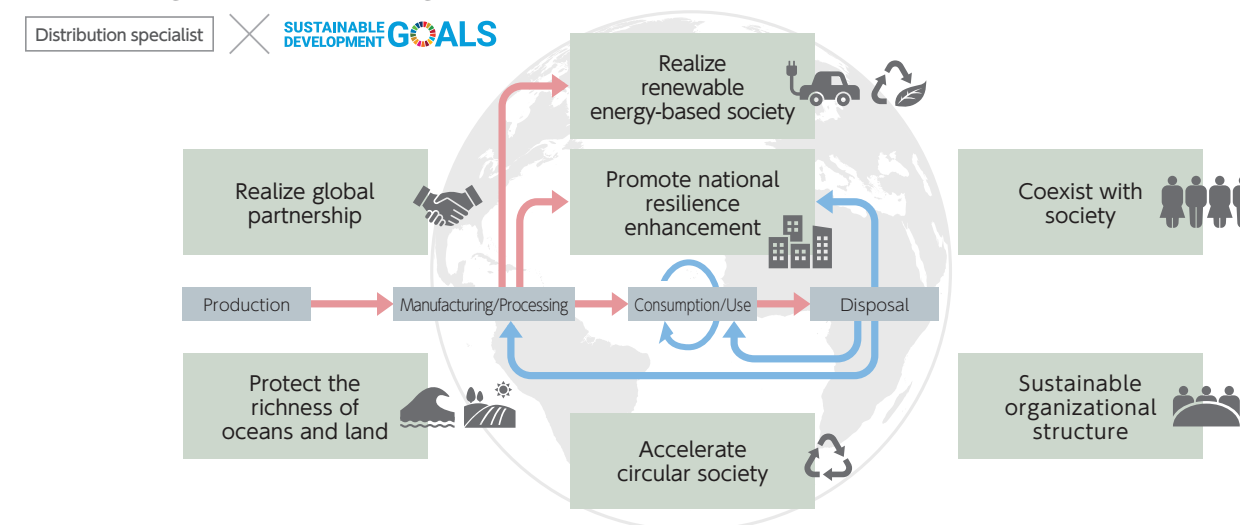 Distribution specialist
SUSTAINABLE
DEVELOPMENT
GOALS
Realize
renewable
energy-based society
Realize global
partnership
Promote national
resilience
enhancement
Coexist with
society
Production
Manufacturing/Processing
Consumption/Use
Disposal
Protect the
richness of
oceans and land
Accelerate
circular society
Sustainable
organizational
structure